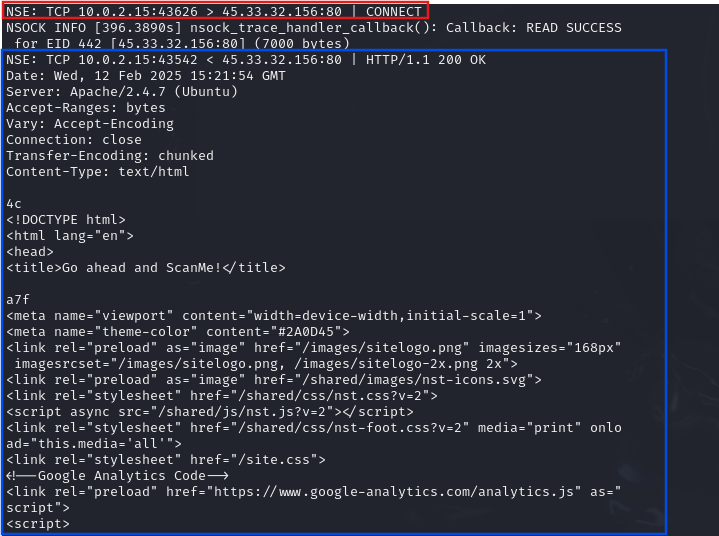 NSE: TCP 10.0.2.15:43626 > 45.33.32.156:80 | CONNECT
NSOCK INFO [396.3890s] nsock_trace_handler_callback(): Callback: READ SUCCESS
 for EID 442 [45.33.32.156:80] (7000 bytes)
NSE: TCP 10.0.2.15:43542 < 45.33.32.156:80 | HTTP/1.1 200 OK
Date: Wed, 12 Feb 2025 15:21:54 GMT
Server: Apache/2.4.7 (Ubuntu)
Accept-Ranges: bytes
Vary: Accept-Encoding
Connection: close
Transfer-Encoding: chunked
Content-Type: text/html

4c
<!DOCTYPE html>
<html lang="en">
<head>
<title>Go ahead and ScanMe!</title>

a7f
<meta name="viewport" content="width=device-width,initial-scale=1">
<meta name="theme-color" content="#2A0D45">
<link rel="preload" as="image" href="/images/sitelogo.png" imagesizes="168px"
 imagesrcset="/images/sitelogo.png, /images/sitelogo-2x.png 2x">
<link rel="preload" as="image" href="/shared/images/nst-icons.svg">
<link rel="stylesheet" href="/shared/css/nst.css?v=2">
<script async src="/shared/js/nst.js?v=2"></script>
<link rel="stylesheet" href="/shared/css/nst-foot.css?v=2" media="print" onlo
ad="this.media='all'">
<link rel="stylesheet" href="/site.css">
<!--Google Analytics Code-->
<link rel="preload" href="https://www.google-analytics.com/analytics.js" as="
script">
<script>